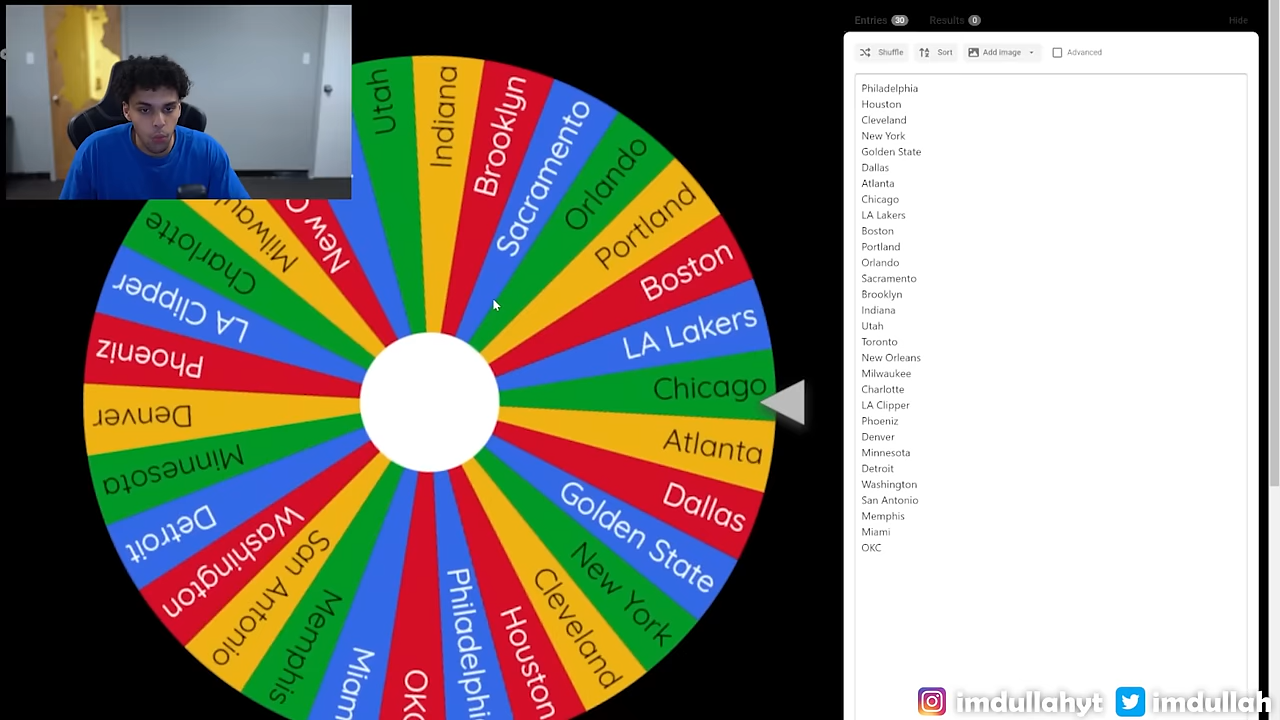 Entries 30 Results 0 Hide
Shuffle Sort Add image Advanced
Philadelphia
Houston
Cleveland
New York
Golden State
Dallas
Atlanta
Chicago
LA Lakers
Boston
Portland
Orlando
Sacramento
Brooklyn
Indiana
Utah
Toronto
New Orleans
Milwaukee
Charlotte
LA Clipper
Phoeniz
Denver
Minnesota
Detroit
Washington
San Antonio
Memphis
Miami
OKC
Utah
Indiana
Brooklyn
Sacramento
Orlando
Portland
Boston
LA Lakers
Chicago
Atlanta
Dallas
Golden State
New York
Cleveland
Houston
Philadelphi
OKC
Miam
Memphis
San Antonio
Washington
Detroit
Minnesota
Denver
Phoeniz
LA Clipper
Charlotte
Milwau
New O
imdullahyt imdullah